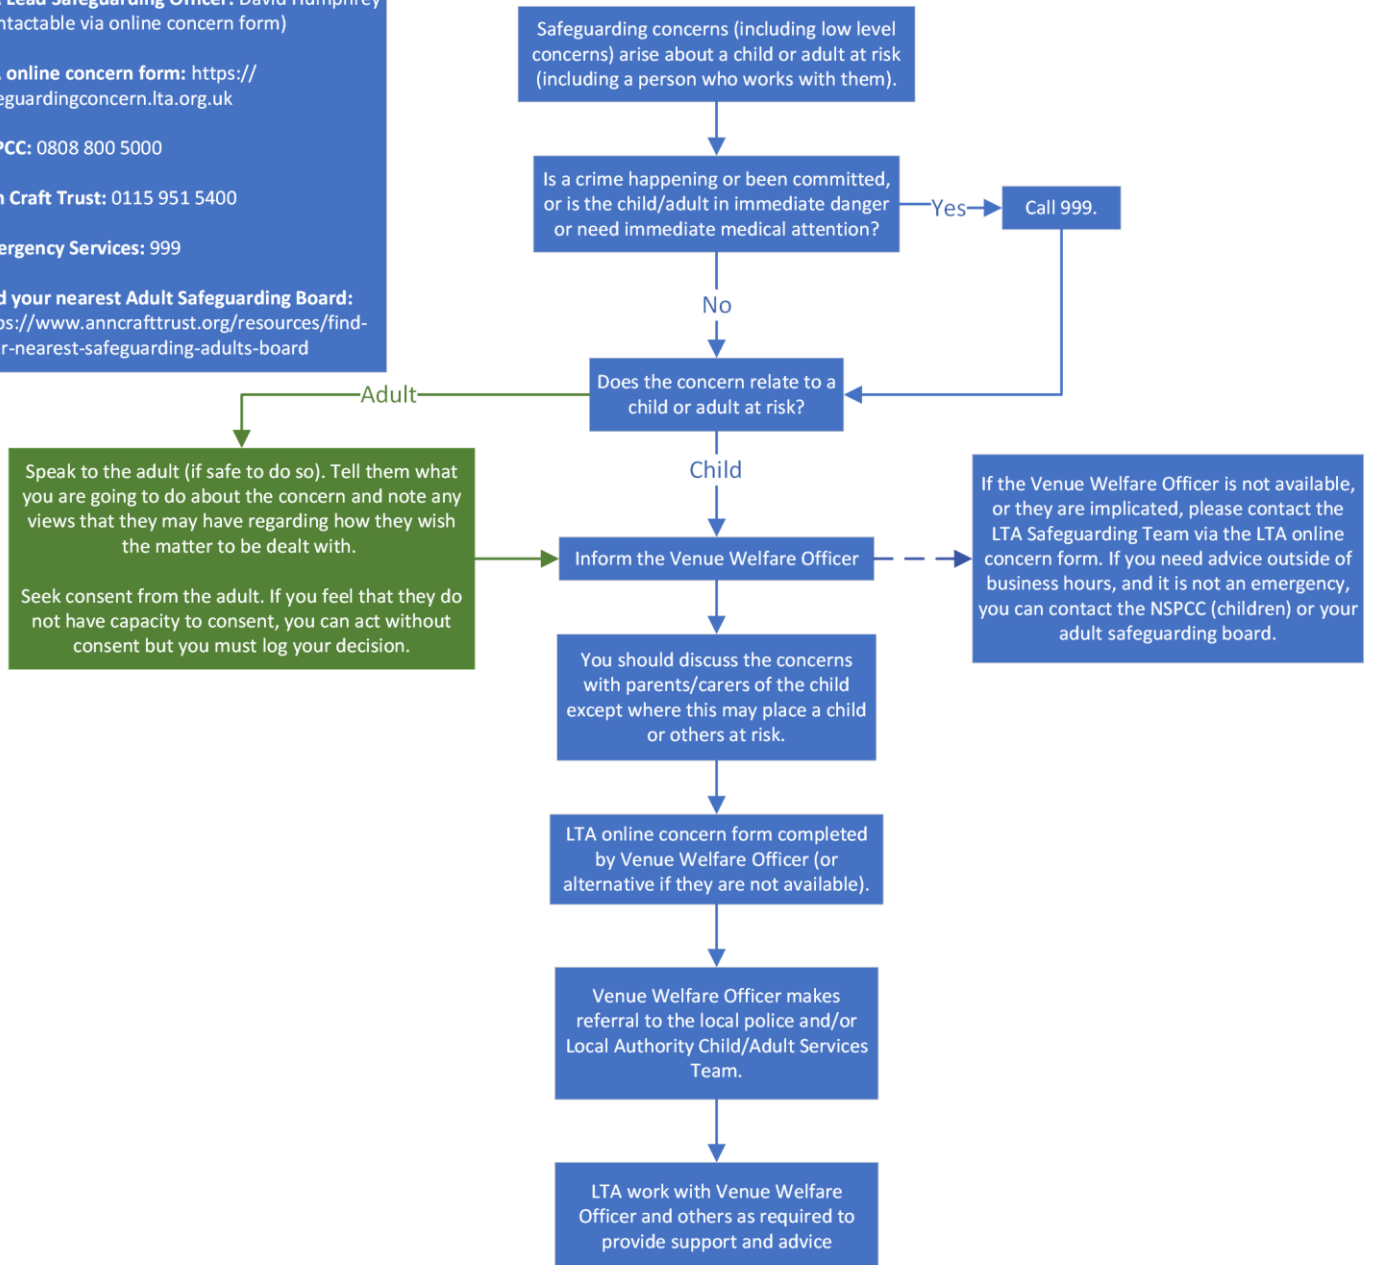 Lead Safeguarding Officer: David Humphrey
ntactable via online concern form)
online concern form: https://
eguardingconcern.lta.org.uk
PCC: 0808 800 5000
n Craft Trust: 0115 951 5400
ergency Services: 999
d your nearest Adult Safeguarding Board:
ps://www.anncrafttrust.org/resources/find-
r-nearest-safeguarding-adults-board
Safeguarding concerns (including low level
concerns) arise about a child or adult at risk
(including a person who works with them).
Is a crime happening or been committed,
or is the child/adult in immediate danger
or need immediate medical attention?
Yes
Call 999.
No
Does the concern relate to a
child or adult at risk?
Adult
Child
Speak to the adult (if safe to do so). Tell them what
you are going to do about the concern and note any
views that they may have regarding how they wish
the matter to be dealt with.
Seek consent from the adult. If you feel that they do
not have capacity to consent, you can act without
consent but you must log your decision.
Inform the Venue Welfare Officer
If the Venue Welfare Officer is not available,
or they are implicated, please contact the
LTA Safeguarding Team via the LTA online
concern form. If you need advice outside of
business hours, and it is not an emergency,
you can contact the NSPCC (children) or your
adult safeguarding board.
You should discuss the concerns
with parents/carers of the child
except where this may place a child
or others at risk.
LTA online concern form completed
by Venue Welfare Officer (or
alternative if they are not available).
Venue Welfare Officer makes
referral to the local police and/or
Local Authority Child/Adult Services
Team.
LTA work with Venue Welfare
Officer and others as required to
provide support and advice